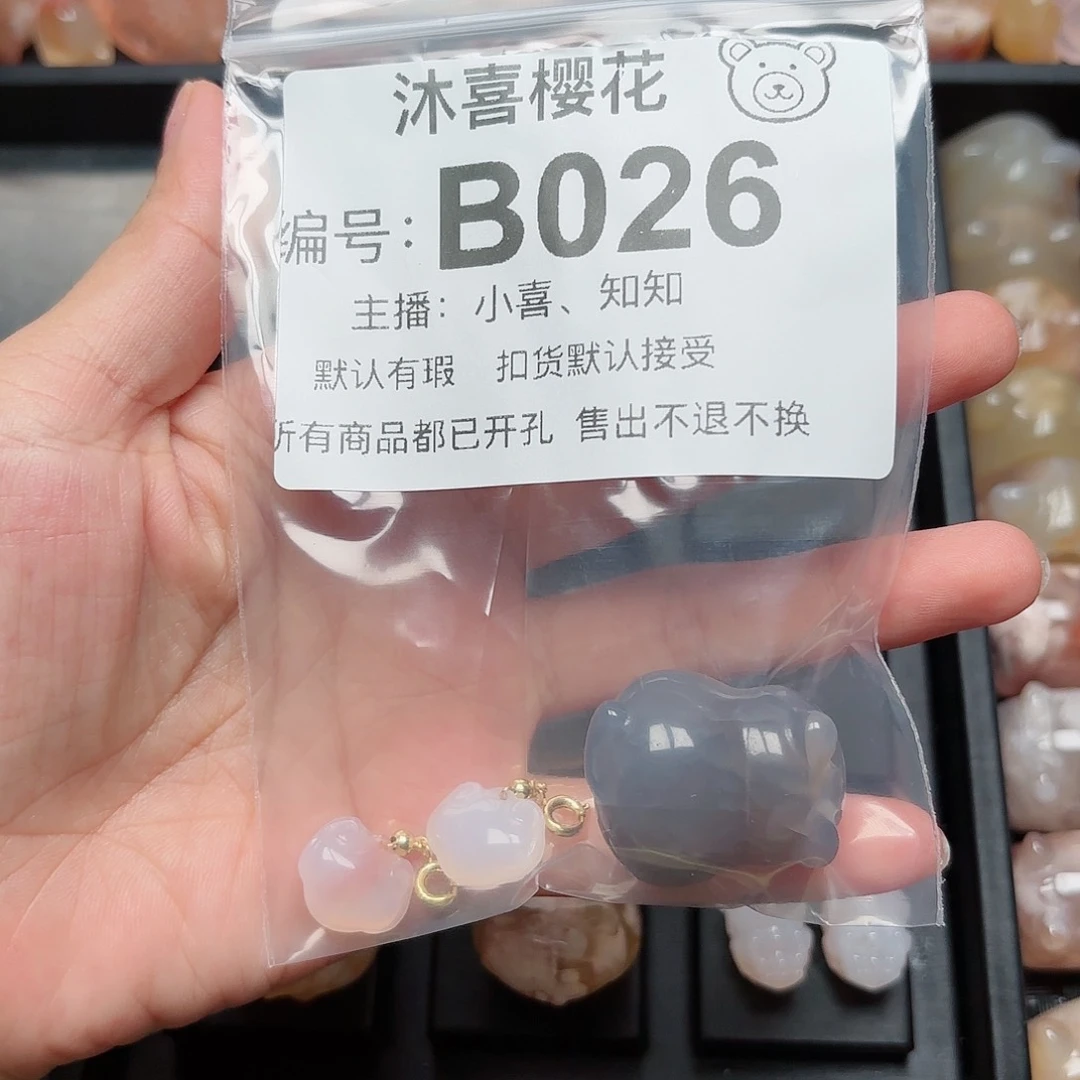 沐喜樱花
编号：B026
主播：小喜、知知
默认有瑕 扣货默认接受
所有商品都已开孔 售出不退不换